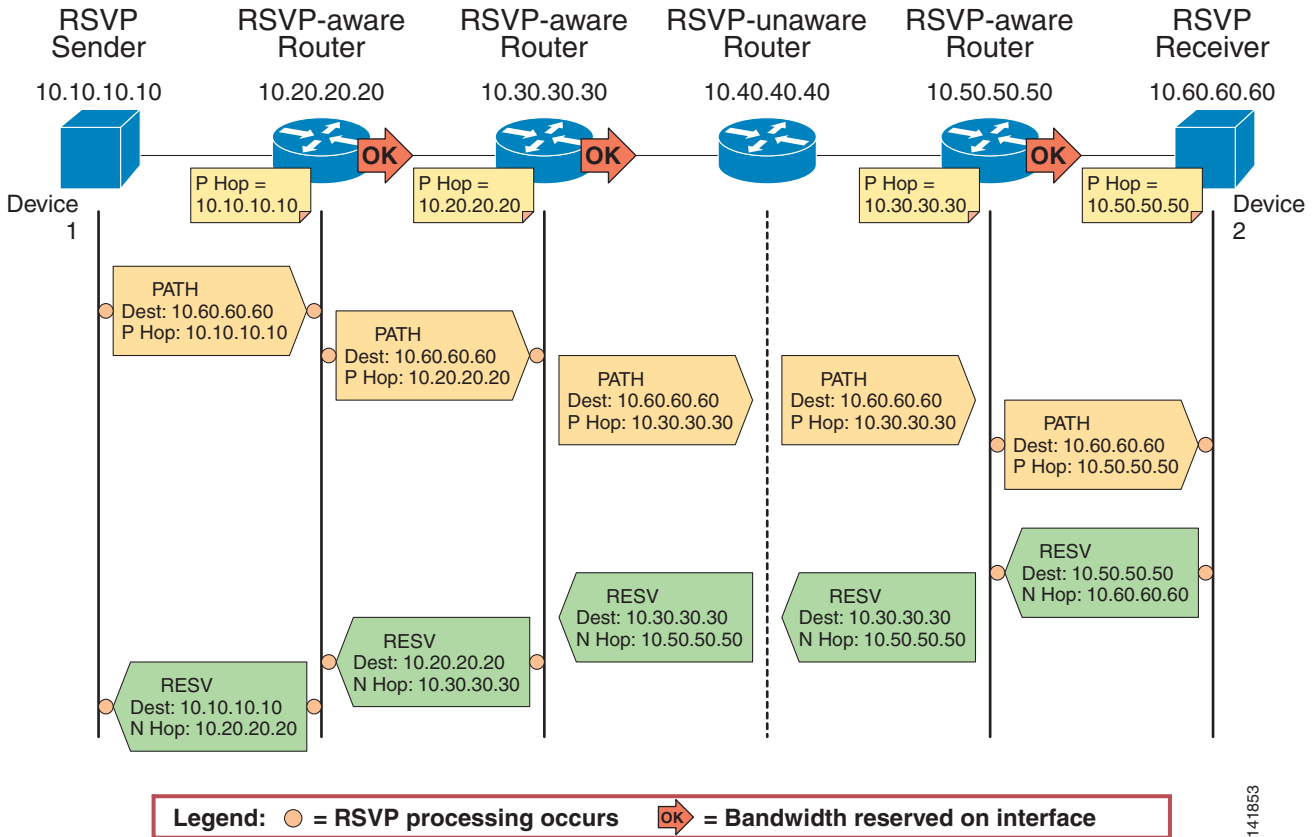 RSVP
Sender
RSVP-aware
Router
RSVP-aware
Router
RSVP-unaware
Router
RSVP-aware
Router
RSVP
Receiver
10.10.10.10
10.20.20.20
10.30.30.30
10.40.40.40
10.50.50.50
10.60.60.60
OK
OK
OK
P Hop =
10.10.10.10
P Hop =
10.20.20.20
P Hop =
10.30.30.30
P Hop =
10.50.50.50
Device
1
Device
2
PATH
Dest: 10.60.60.60
P Hop: 10.10.10.10
PATH
Dest: 10.60.60.60
P Hop: 10.20.20.20
PATH
Dest: 10.60.60.60
P Hop: 10.30.30.30
PATH
Dest: 10.60.60.60
P Hop: 10.30.30.30
PATH
Dest: 10.60.60.60
P Hop: 10.50.50.50
RESV
Dest: 10.50.50.50
N Hop: 10.60.60.60
RESV
Dest: 10.30.30.30
N Hop: 10.50.50.50
RESV
Dest: 10.30.30.30
N Hop: 10.50.50.50
RESV
Dest: 10.20.20.20
N Hop: 10.30.30.30
RESV
Dest: 10.10.10.10
N Hop: 10.20.20.20
Legend: = RSVP processing occurs OK = Bandwidth reserved on interface
141853